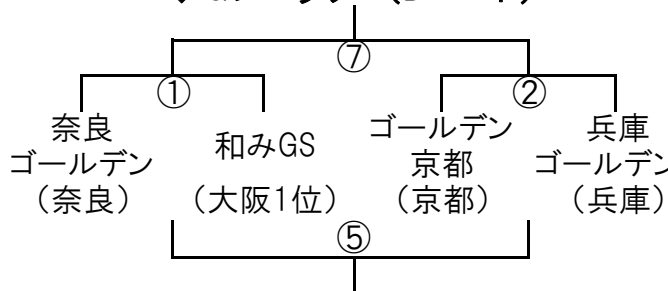 ⑦
① ②
奈良
ゴールデン
（奈良）
和みGS
（大阪1位）
ゴールデン
京都
（京都）
兵庫
ゴールデン
（兵庫）
⑤